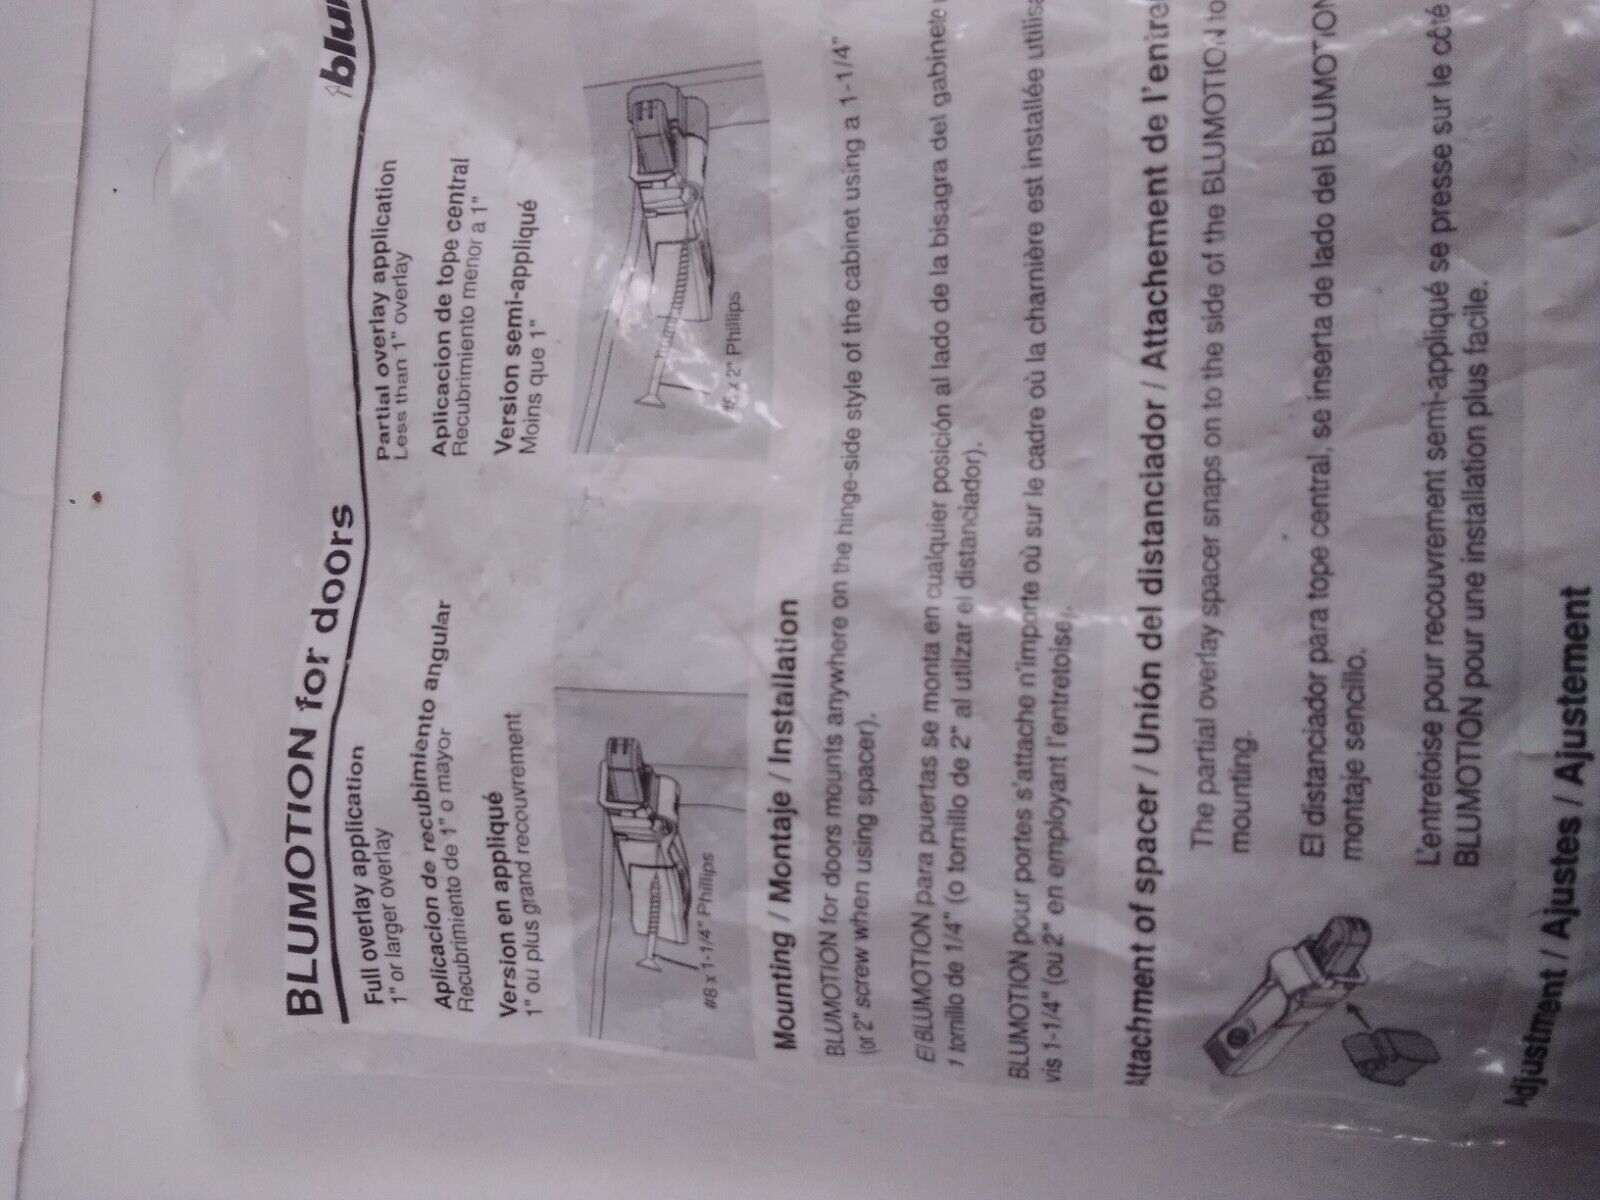 BLUMOTION for doors
blum
Full overlay application
1" or larger overlay
Aplicacion de recubimiento angular
Recubrimiento de 1" o mayor
Version en appliqué
1" ou plus grand recouvrement
#8 x 1-1/4" Phillips
Partial overlay application
Less than 1" overlay
Aplicacion de tope central
Recubrimiento menor a 1"
Version semi-appliqué
Moins que 1"
x 2" Phillips
Mounting / Montaje / Installation
BLUMOTION for doors mounts anywhere on the hinge-side style of the cabinet using a 1-1/4"
(or 2" screw when using spacer).
El BLUMOTION para puertas se monta en cualquier posición al lado de la bisagra del gabinete
1 tornillo de 1/4" (o tornillo de 2" al utilzar el distanciador).
BLUMOTION pour portes s'attache n'importe où sur le cadre où la charnière est installée
vis 1-1/4" (ou 2" en employant l'entretoise).
Attachment of spacer / Unión del distanciador / Attachement de l'entre
The partial overlay spacer snaps on to the side of the BLUMOTION
mounting.
El distanciador para tope central, se inserta de lado del BLUMOTION
montaje sencillo.
L'entretoise pour recouvrement semi-appliqué se presse sur le côté
BLUMOTION pour une installation plus facile.
Adjustment / Ajustes / Ajustement